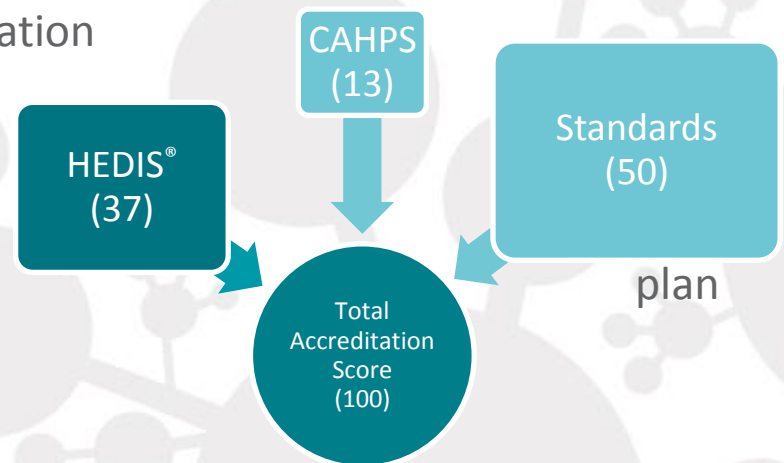 ation
CAHPS
(13)
HEDIS®
(37)
Standards
(50)
plan
Total
Accreditation
Score
(100)